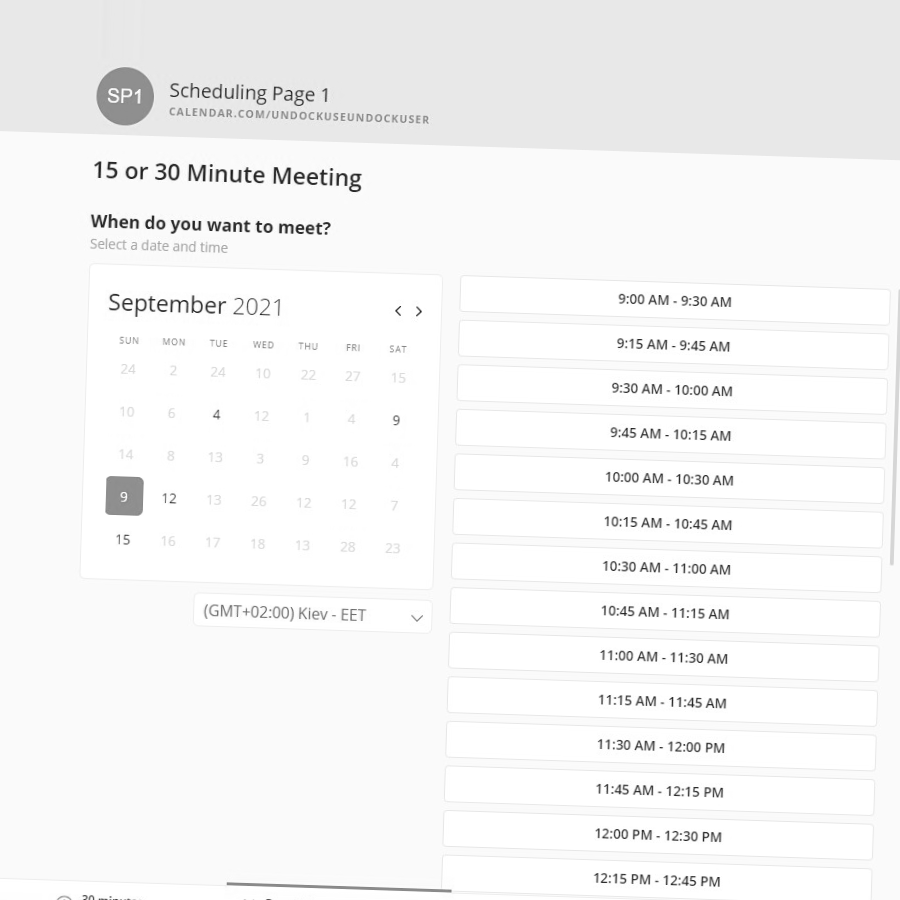 SP1
Scheduling Page 1
CALENDAR.COM/UNDOCKUSEUNDOCKUSER
15 or 30 Minute Meeting
When do you want to meet?
Select a date and time
September 2021
SUN MON TUE WED THU FRI SAT
24 2 24 10 22 27 15
10 6 4 12 1 4 9
14 8 13 3 9 16 4
9 12 13 26 12 12 7
15 16 17 18 13 28 23
(GMT+02:00) Kiev - EET
9:00 AM - 9:30 AM
9:15 AM - 9:45 AM
9:30 AM - 10:00 AM
9:45 AM - 10:15 AM
10:00 AM - 10:30 AM
10:15 AM - 10:45 AM
10:30 AM - 11:00 AM
10:45 AM - 11:15 AM
11:00 AM - 11:30 AM
11:15 AM - 11:45 AM
11:30 AM - 12:00 PM
11:45 AM - 12:15 PM
12:00 PM - 12:30 PM
12:15 PM - 12:45 PM